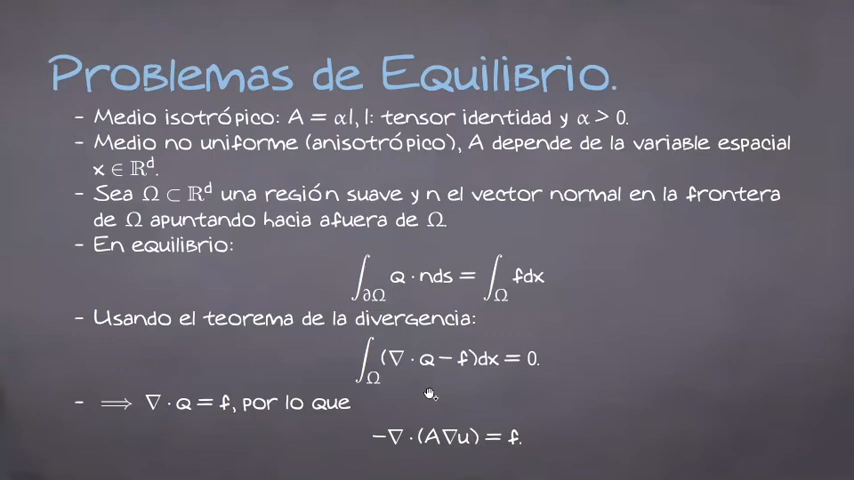 Problemas de Equilibrio.
- Medio isotrópico: A = αI, I: tensor identidad y α > 0.
- Medio no uniforme (anisotrópico), A depende de la variable espacial
x ∈ ℝᵈ.
- Sea Ω ⊂ ℝᵈ una región suave y n el vector normal en la frontera
de Ω apuntando hacia afuera de Ω.
- En equilibrio:
∫_∂Ω Q · nds = ∫_Ω fdx
- Usando el teorema de la divergencia:
∫_Ω (∇ · Q − f)dx = 0.
- ⟹ ∇ · Q = f, por lo que
−∇ · (A∇u) = f.